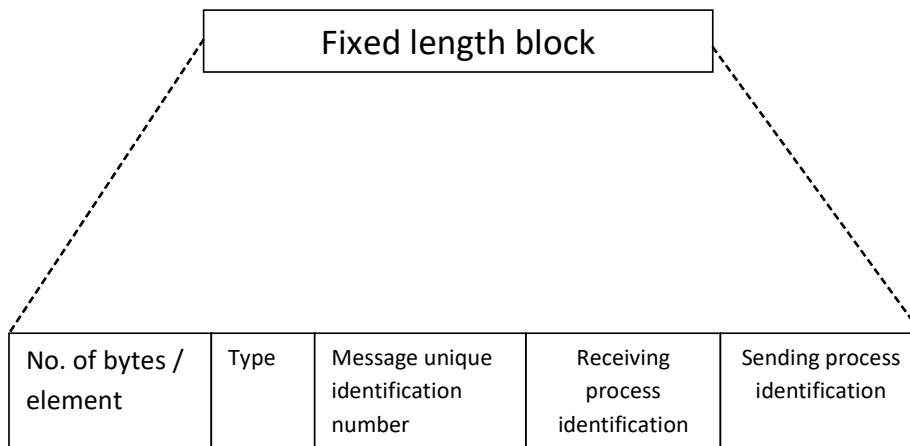 Fixed length block
No. of bytes /
element
Type
Message unique
identification
number
Receiving
process
identification
Sending process
identification